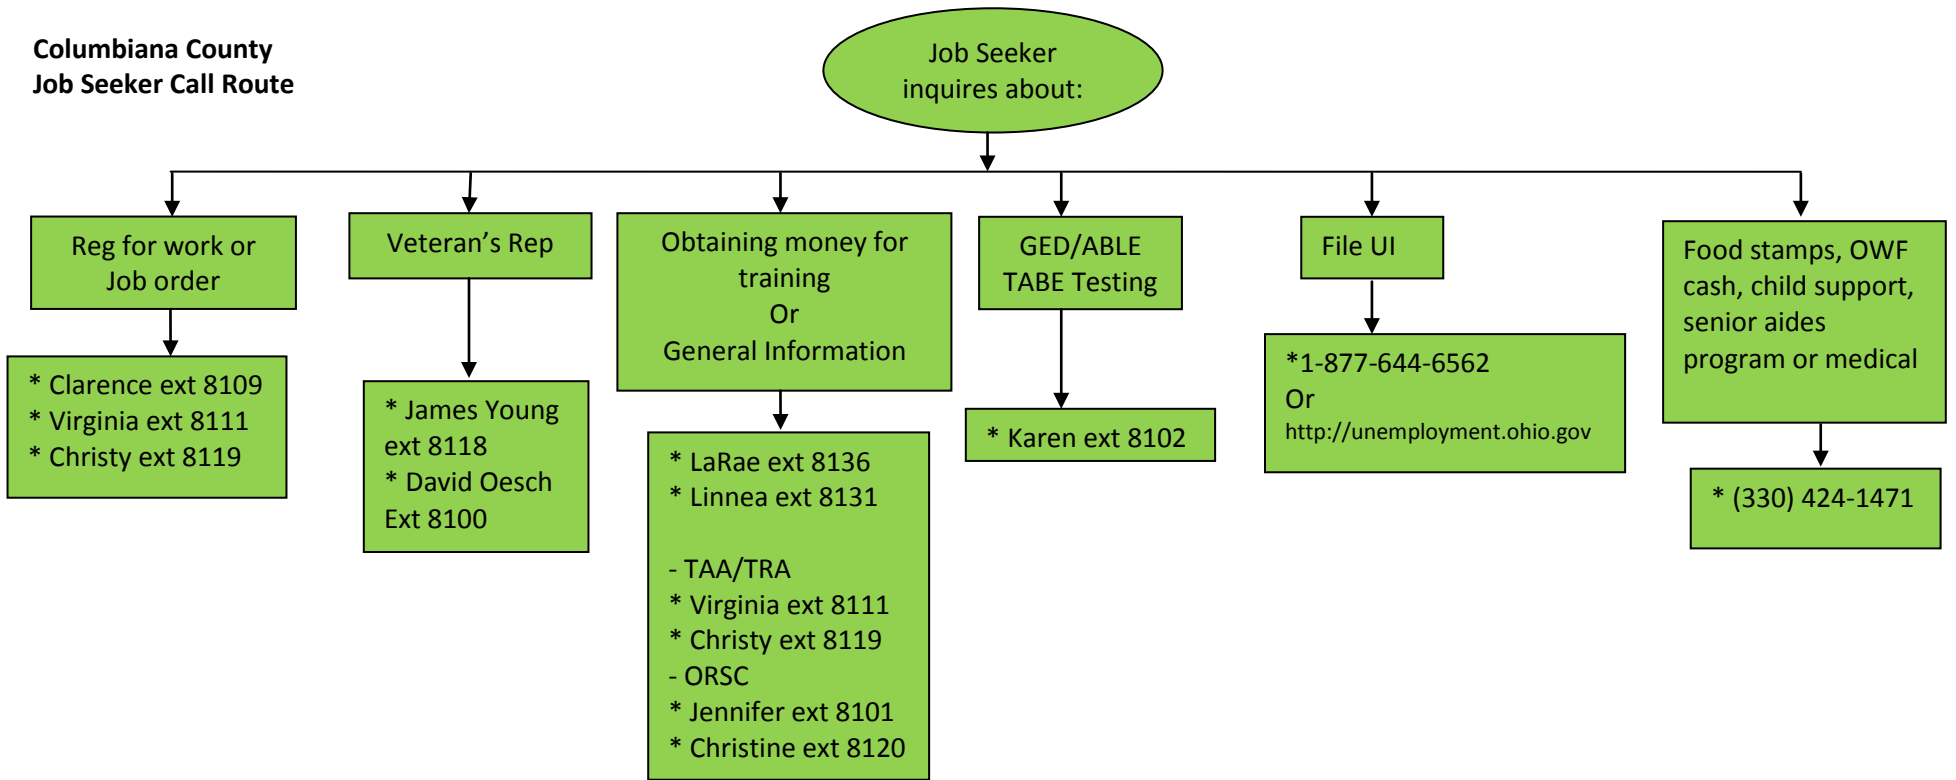 Columbiana County
Job Seeker Call Route
Job Seeker
inquires about:
Reg for work or
Job order
* Clarence ext 8109
* Virginia ext 8111
* Christy ext 8119
Veteran’s Rep
* James Young
ext 8118
* David Oesch
Ext 8100
Obtaining money for
training
Or
General Information
* LaRae ext 8136
* Linnea ext 8131
- TAA/TRA
* Virginia ext 8111
* Christy ext 8119
- ORSC
* Jennifer ext 8101
* Christine ext 8120
GED/ABLE
TABE Testing
* Karen ext 8102
File UI
*1-877-644-6562
Or
http://unemployment.ohio.gov
Food stamps, OWF
cash, child support,
senior aides
program or medical
* (330) 424-1471